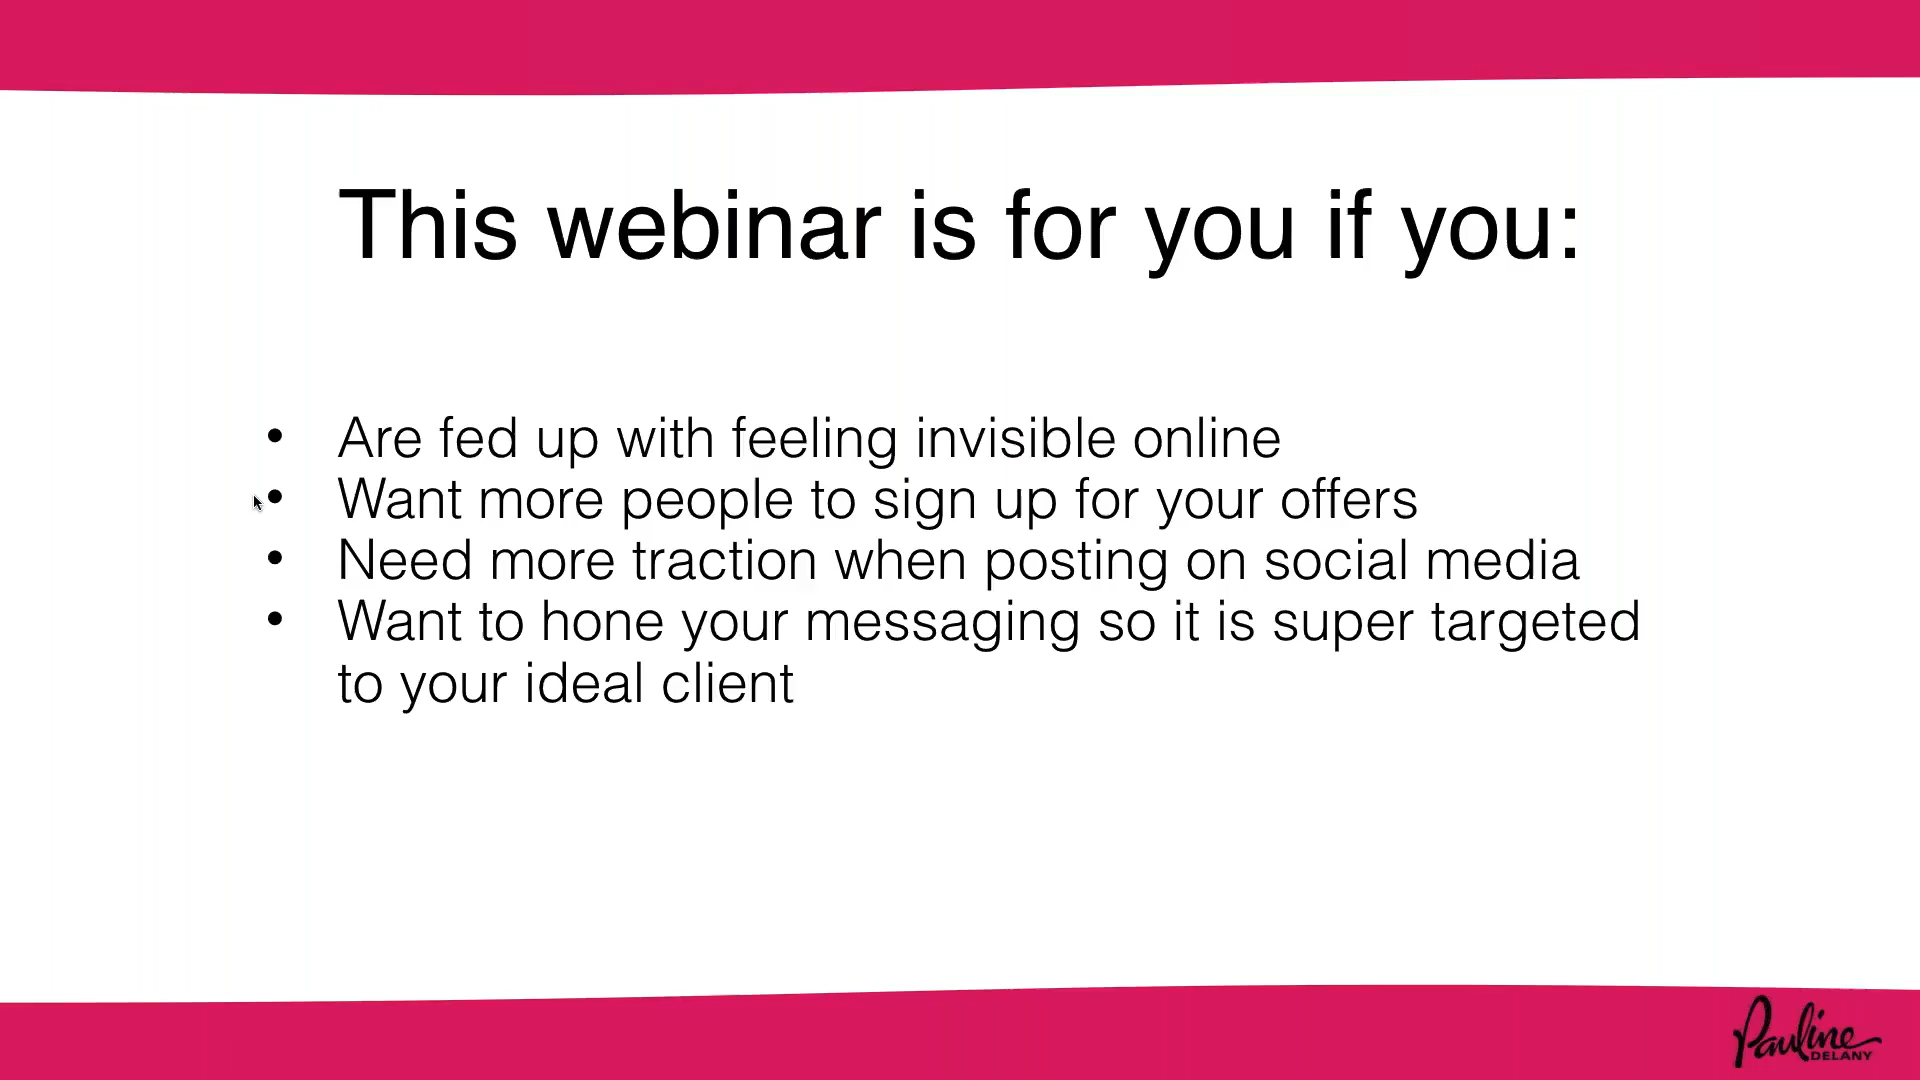 This webinar is for you if you:
• Are fed up with feeling invisible online
• Want more people to sign up for your offers
• Need more traction when posting on social media
• Want to hone your messaging so it is super targeted
to your ideal client
Pauline
DELANY